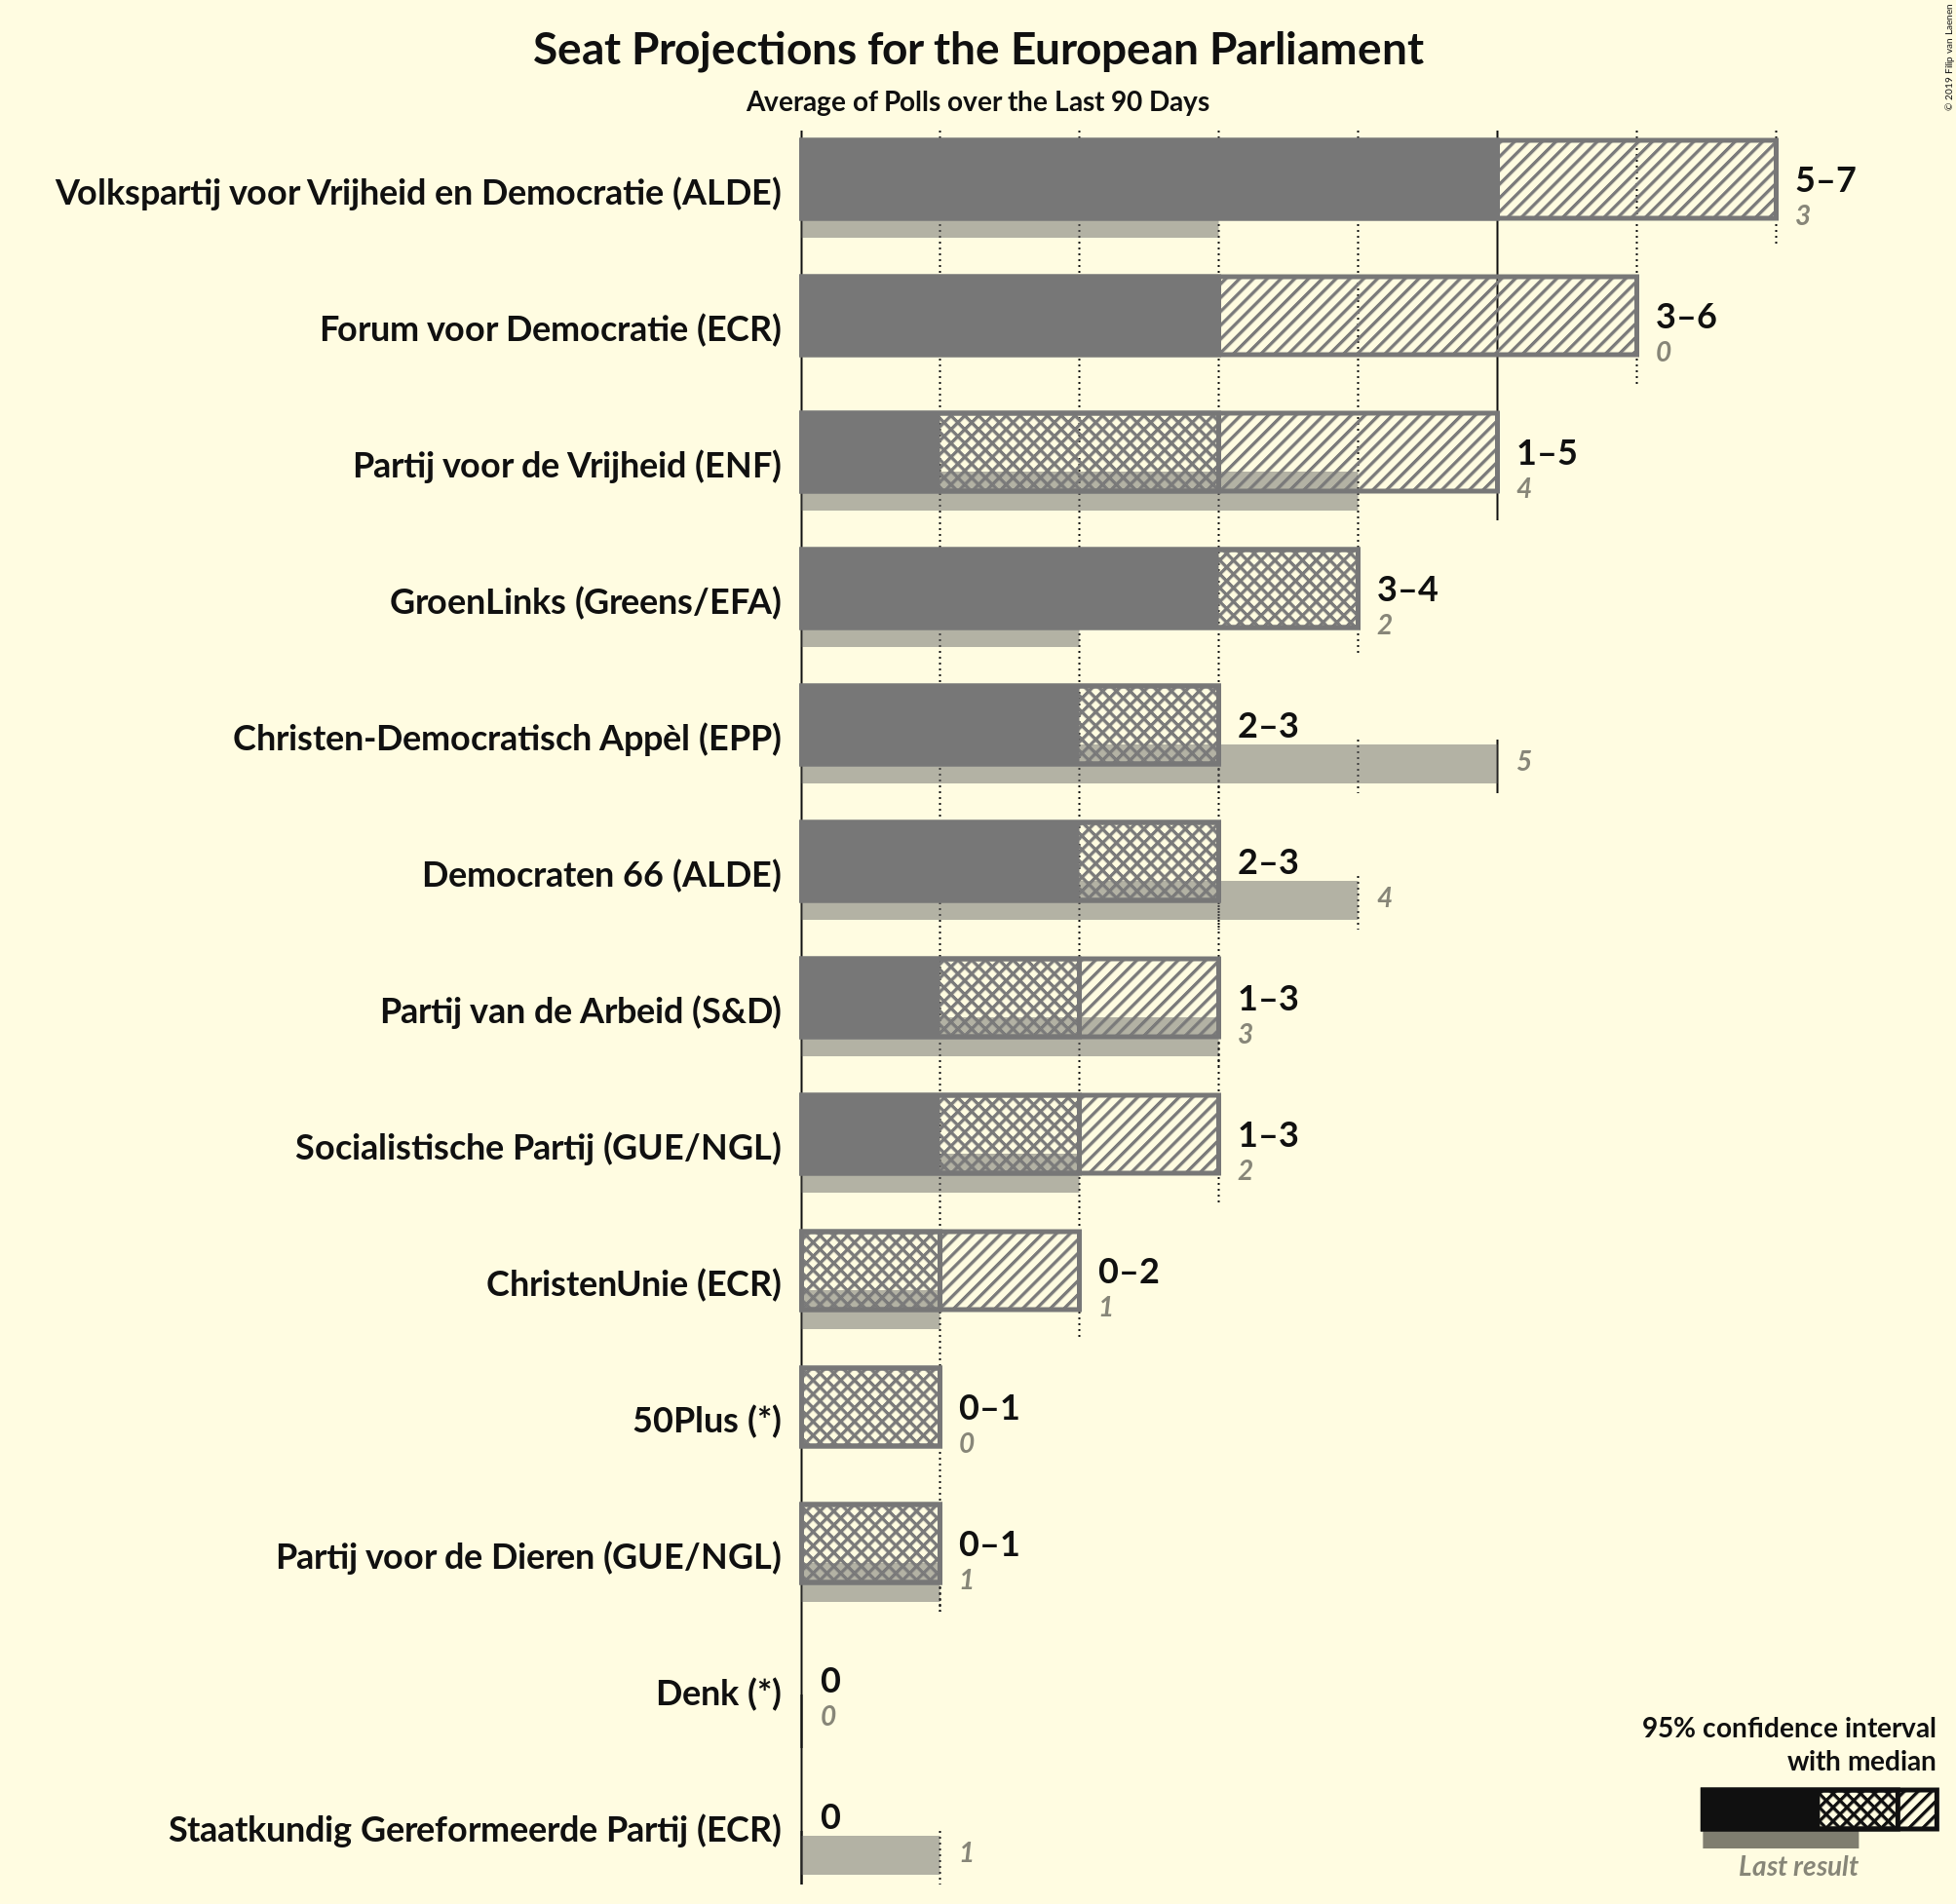 Seat Projections for the European Parliament
Average of Polls over the Last 90 Days
© 2019 Filip van Laenen
Volkspartij voor Vrijheid en Democratie (ALDE)
5–7
3
Forum voor Democratie (ECR)
3–6
0
Partij voor de Vrijheid (ENF)
1–5
4
GroenLinks (Greens/EFA)
3–4
2
Christen-Democratisch Appèl (EPP)
2–3
5
Democraten 66 (ALDE)
2–3
4
Partij van de Arbeid (S&D)
1–3
3
Socialistische Partij (GUE/NGL)
1–3
2
ChristenUnie (ECR)
0–2
1
50Plus (*)
0–1
0
Partij voor de Dieren (GUE/NGL)
0–1
1
Denk (*)
0
0
Staatkundig Gereformeerde Partij (ECR)
0
1
95% confidence interval
with median
Last result